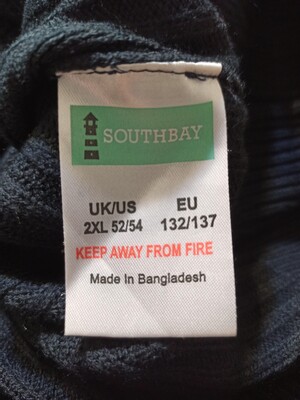 SOUTHBAY
UK/US EU
2XL 52/54 132/137
KEEP AWAY FROM FIRE
Made In Bangladesh